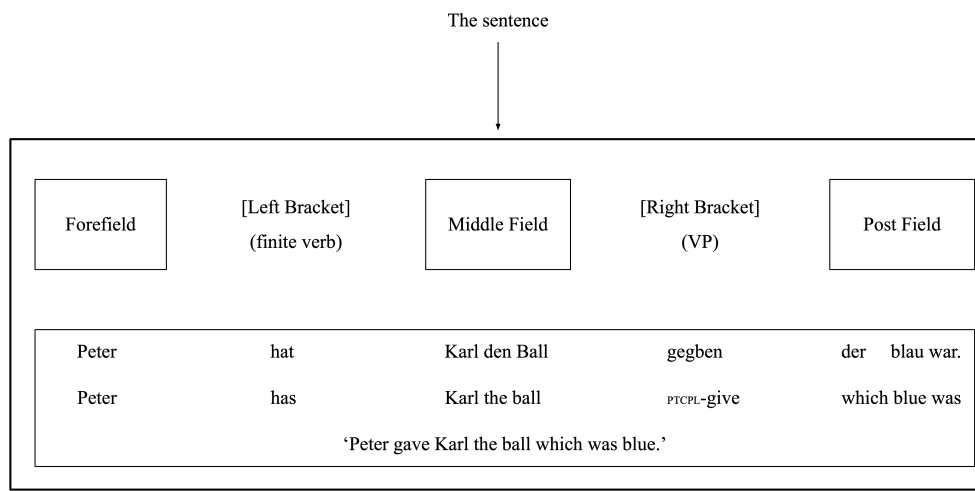 The sentence
Forefield
[Left Bracket]
(finite verb)
Middle Field
[Right Bracket]
(VP)
Post Field
Peter hat Karl den Ball gegben der blau war.
Peter has Karl the ball PTCPL-give which blue was
‘Peter gave Karl the ball which was blue.’